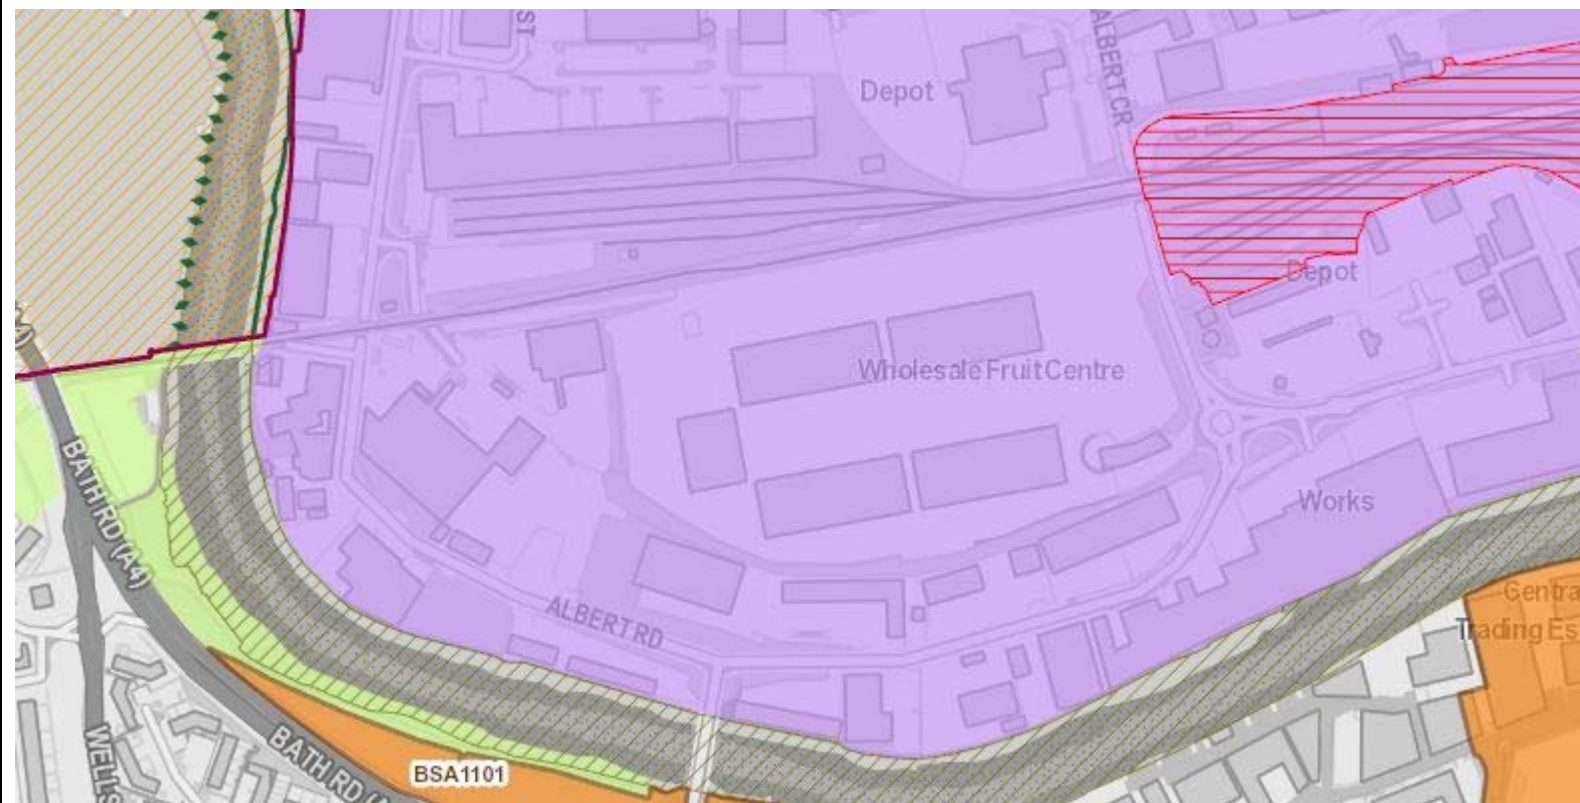 ST
ALBERT CR
Depot
Depot
Wholesale Fruit Centre
BATH RD (A4)
Works
ALBERT RD
Centra
Trading Es
BATH RD (A
BSA1101
WELLS